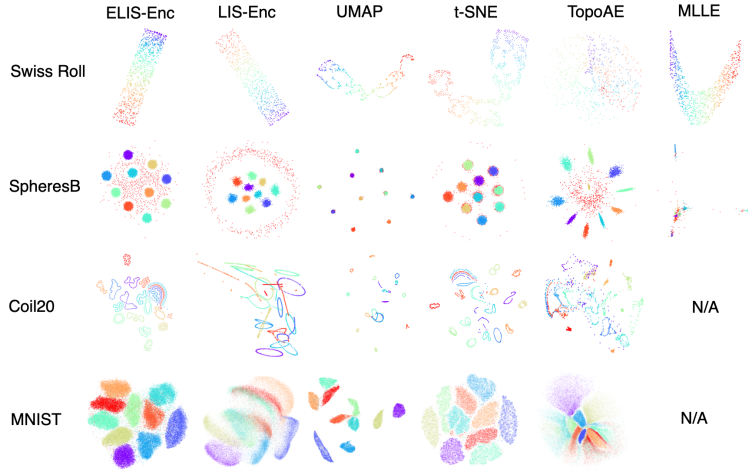 ELIS-Enc LIS-Enc UMAP t-SNE TopoAE MLLE
Swiss Roll
SpheresB
Coil20 N/A
MNIST N/A